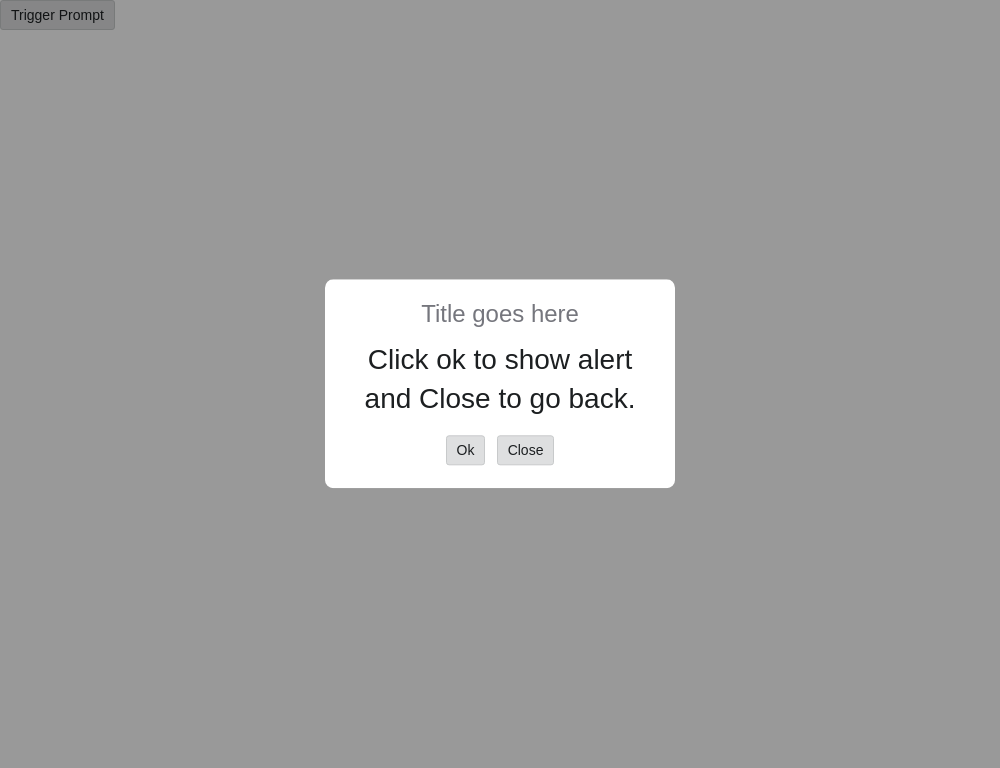 Trigger Prompt
Title goes here
Click ok to show alert
and Close to go back.
Ok Close